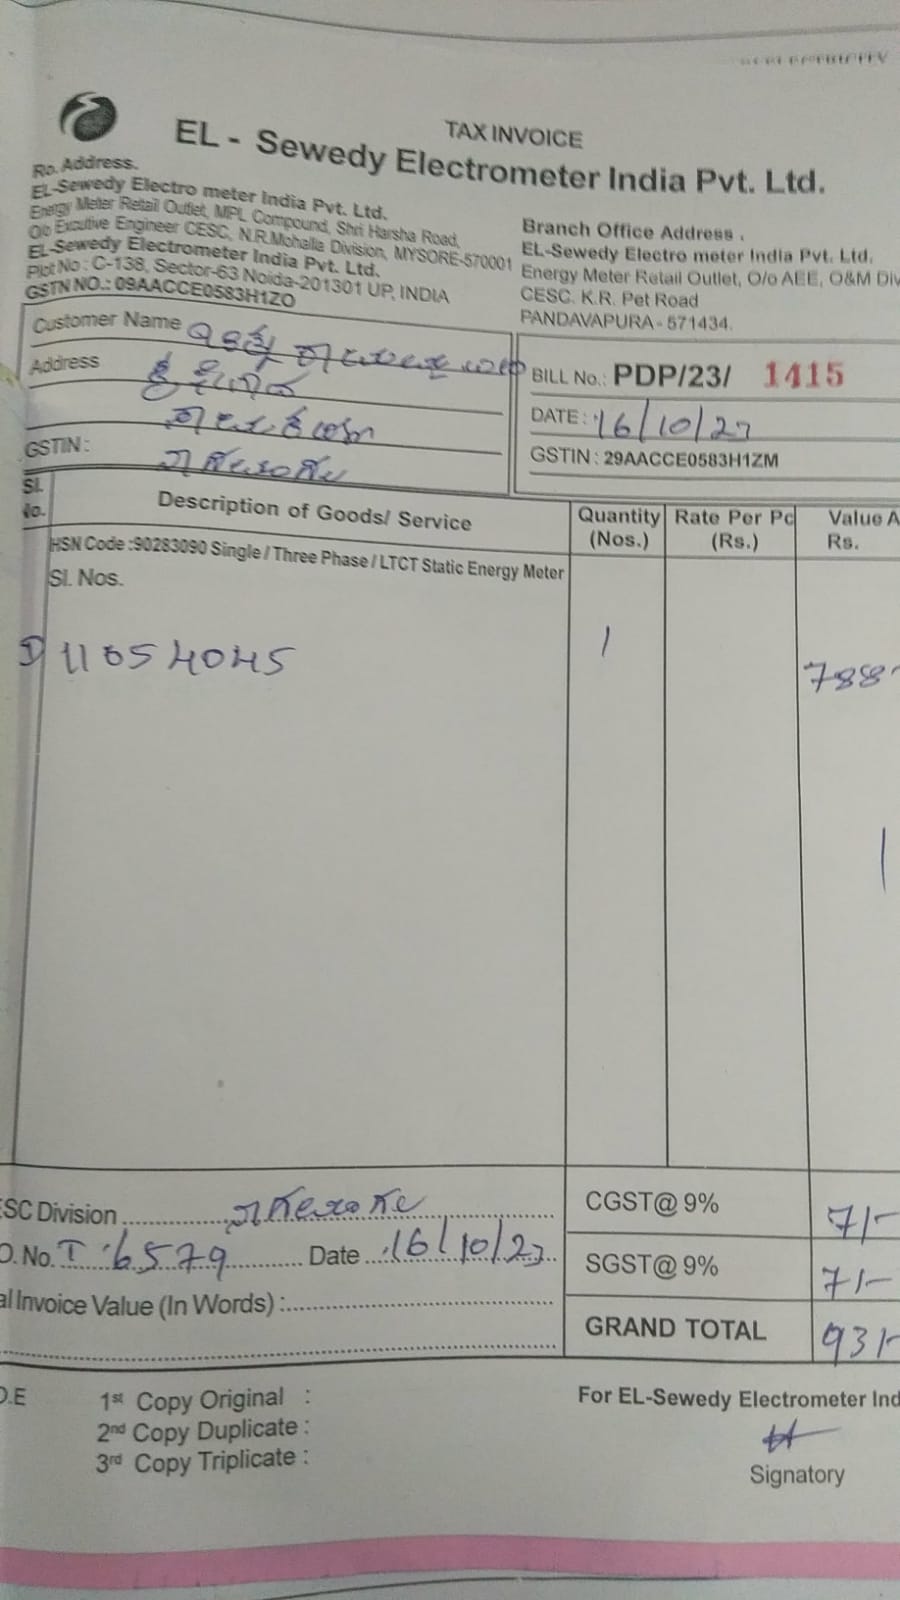 TAX INVOICE
EL - Sewedy Electrometer India Pvt. Ltd.
Ro. Address.
EL-Sewedy Electro meter India Pvt. Ltd.
Energy Meter Retail Outlet, MPL Compound, Shri Harsha Road,
O/o Excutive Engineer CESC, N.R.Mohalla Division, MYSORE-570001
EL-Sewedy Electrometer India Pvt. Ltd.
Plot No : C-138, Sector-63 Noida-201301 UP, INDIA
GSTN NO.: 09AACCE0583H1ZO
Branch Office Address .
EL-Sewedy Electro meter India Pvt. Ltd.
Energy Meter Retail Outlet, O/o AEE, O&M Div
CESC. K.R. Pet Road
PANDAVAPURA - 571434.
Customer Name
Address
GSTIN :
BILL No.: PDP/23/ 1415
DATE : 16/10/23
GSTIN : 29AACCE0583H1ZM
Sl. No. Description of Goods/ Service Quantity (Nos.) Rate Per Pc (Rs.) Value A Rs.
HSN Code :90283090 Single / Three Phase / LTCT Static Energy Meter
Sl. Nos.
11054045 1 788-
ESC Division
O. No. I 6579 Date 16/10/23
al Invoice Value (In Words) :
CGST@ 9% 71-
SGST@ 9% 71-
GRAND TOTAL 931-
O.E 1st Copy Original :
2nd Copy Duplicate :
3rd Copy Triplicate :
For EL-Sewedy Electrometer Ind
Signatory